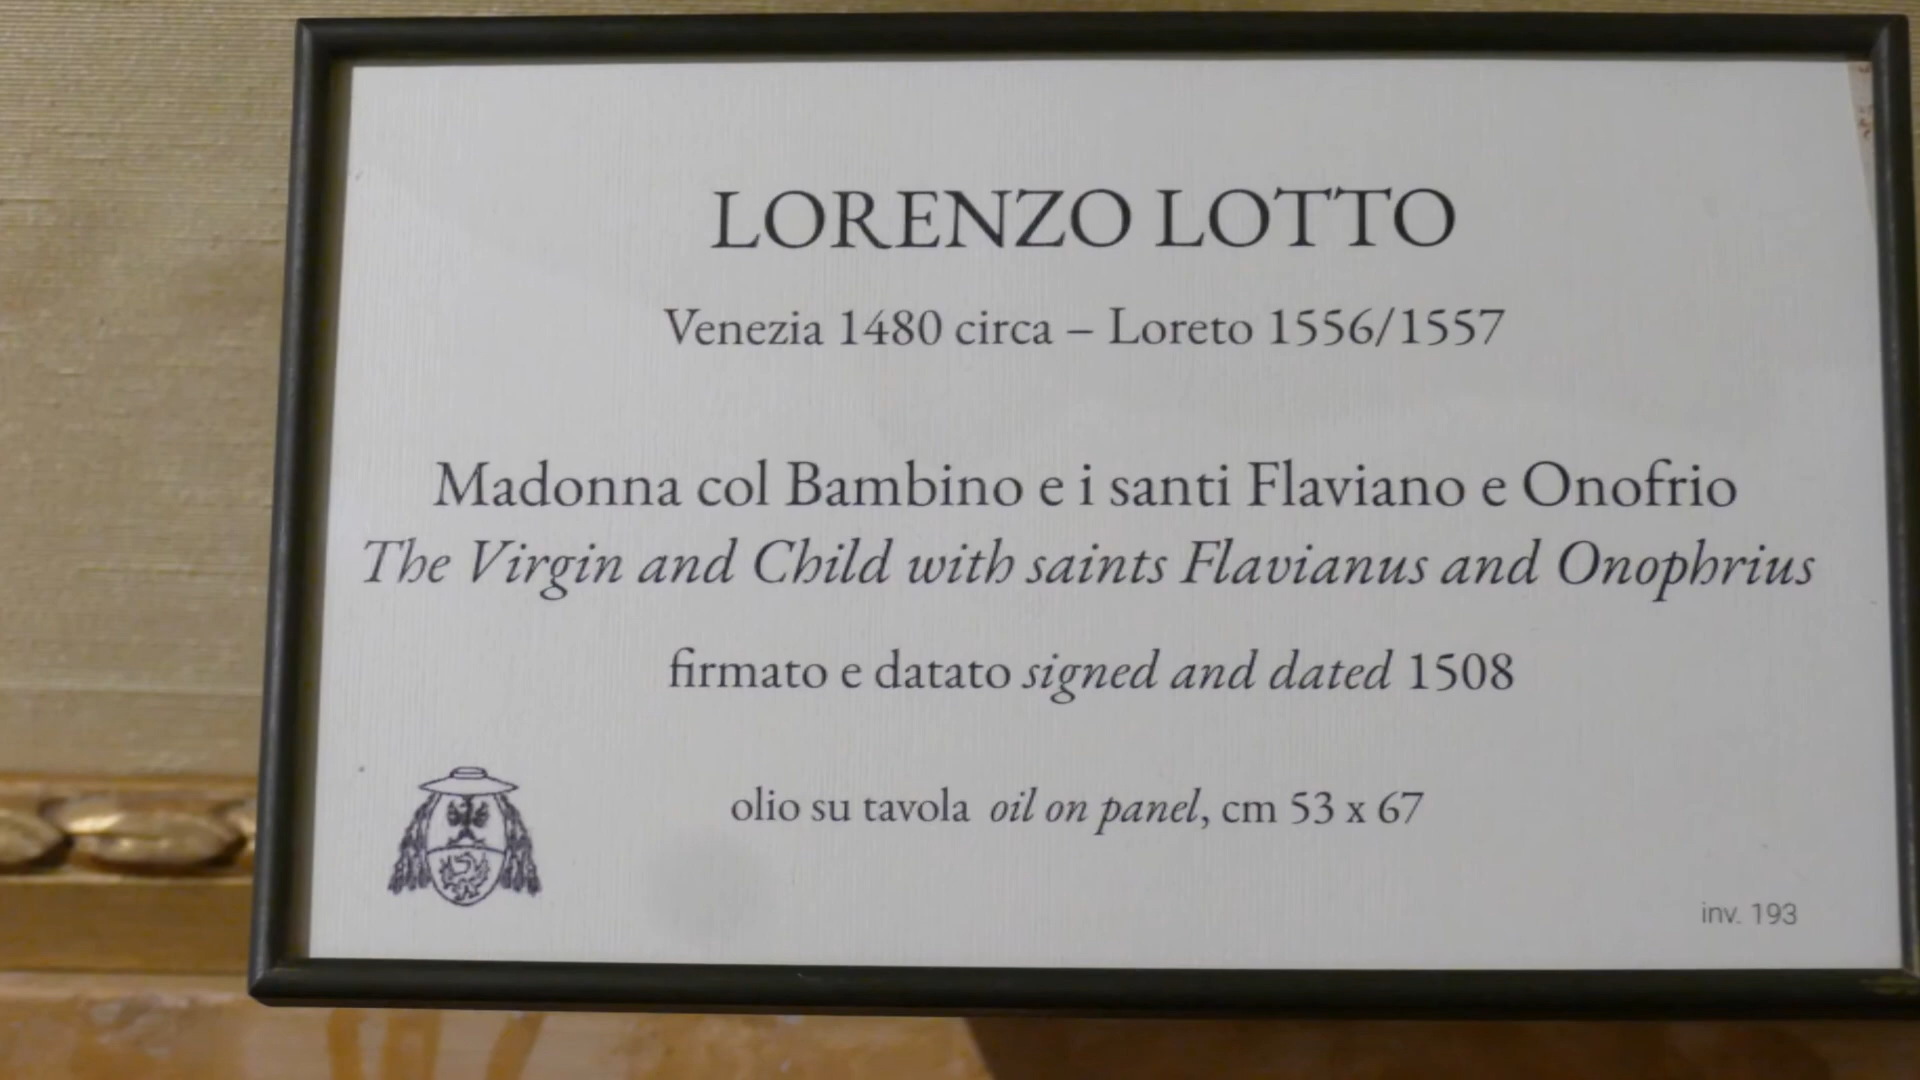 LORENZO LOTTO
Venezia 1480 circa – Loreto 1556/1557
Madonna col Bambino e i santi Flaviano e Onofrio
The Virgin and Child with saints Flavianus and Onophrius
firmato e datato signed and dated 1508
olio su tavola oil on panel, cm 53 x 67
inv. 193